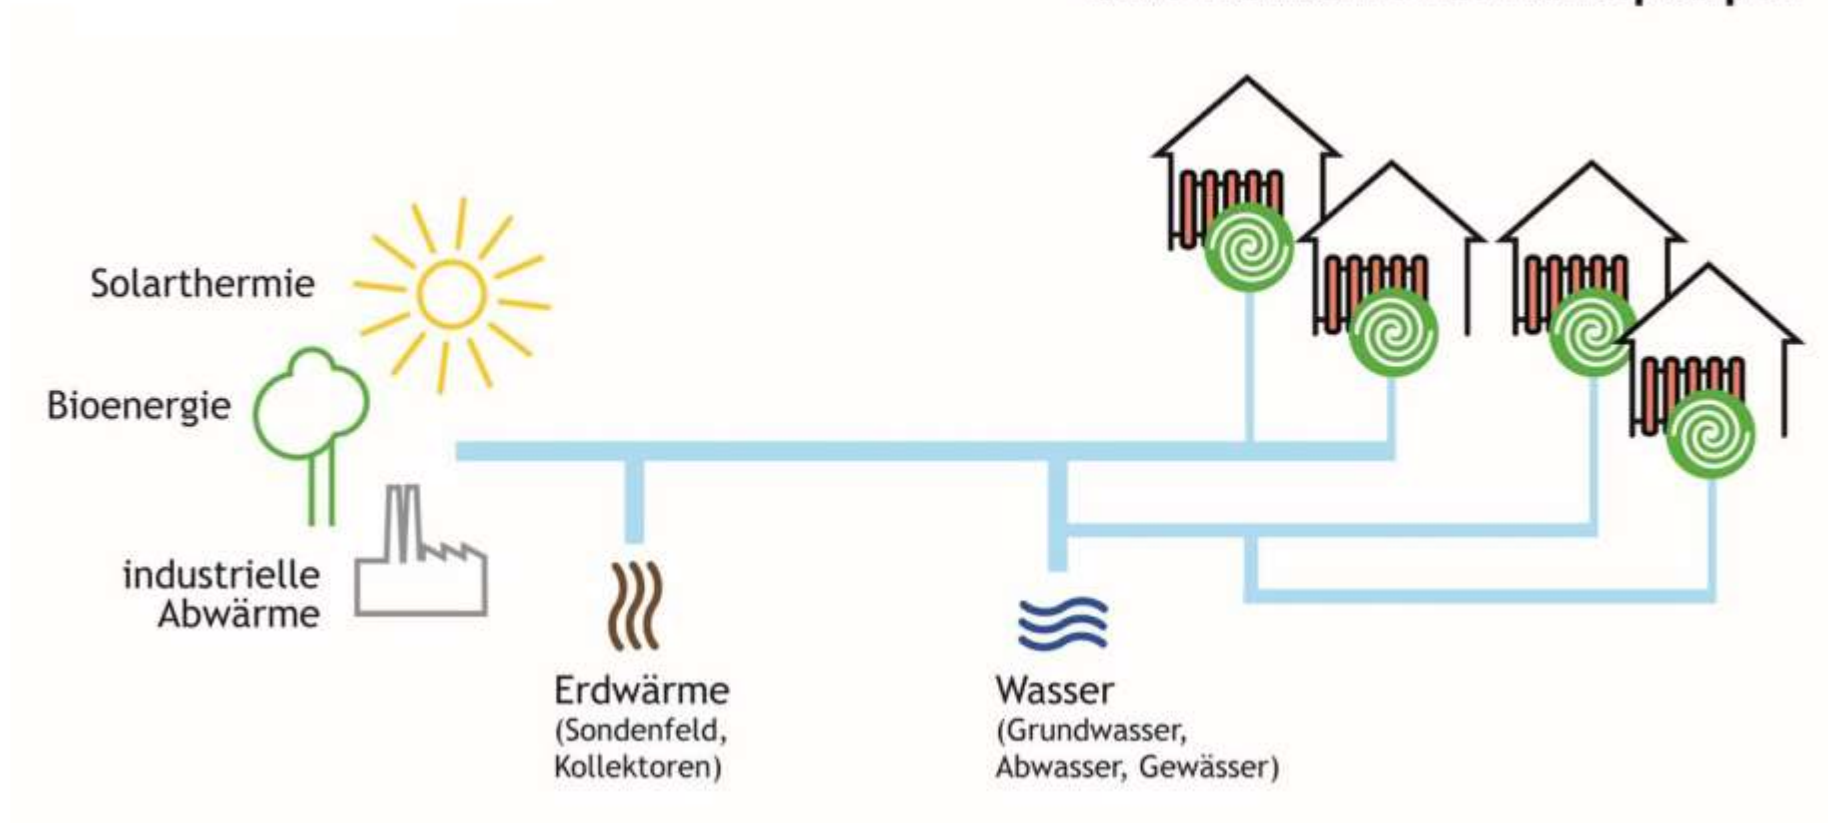 Solarthermie
Bioenergie
industrielle
Abwärme
Erdwärme
(Sondenfeld,
Kollektoren)
Wasser
(Grundwasser,
Abwasser, Gewässer)